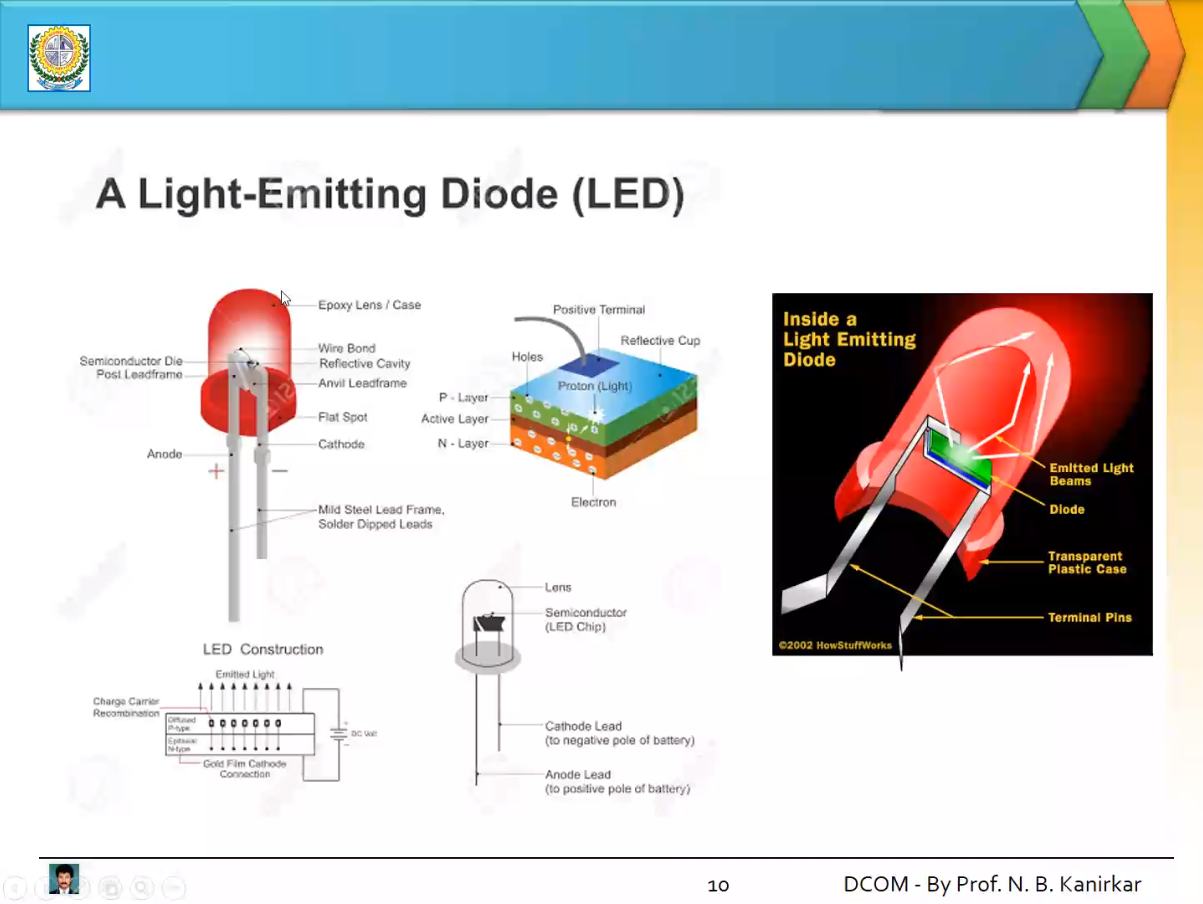 A Light-Emitting Diode (LED)
Epoxy Lens / Case
Wire Bond
Reflective Cavity
Anvil Leadframe
Flat Spot
Cathode
Semiconductor Die
Post Leadframe
Anode
+
−
Mild Steel Lead Frame,
Solder Dipped Leads
Positive Terminal
Reflective Cup
Holes
Proton (Light)
P - Layer
Active Layer
N - Layer
Electron
Inside a
Light Emitting
Diode
Emitted Light
Beams
Diode
Transparent
Plastic Case
Terminal Pins
©2002 HowStuffWorks
LED Construction
Emitted Light
Charge Carrier
Recombination
Diffused
P-type
Epitaxial
N-type
+
−
DC Volt
Gold Film Cathode
Connection
Lens
Semiconductor
(LED Chip)
Cathode Lead
(to negative pole of battery)
Anode Lead
(to positive pole of battery)
10
DCOM - By Prof. N. B. Kanirkar